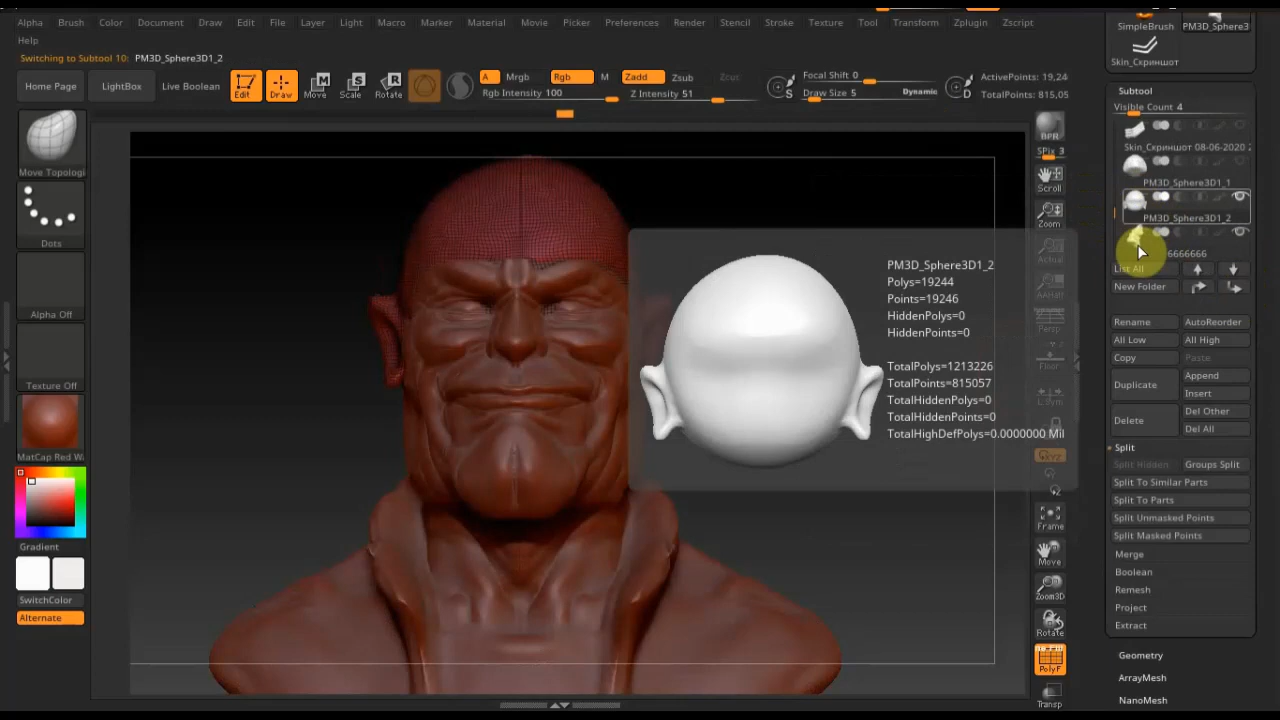 Alpha Brush Color Document Draw Edit File Layer Light Macro Marker Material Movie Picker Preferences Render Stencil Stroke Texture Tool Transform Zplugin Zscript
Help
Switching to Subtool 10: PM3D_Sphere3D1_2
Home Page
LightBox
Live Boolean
Edit
Draw
Move
Scale
Rotate
A Mrgb Rgb M Zadd Zsub Zcut
Rgb Intensity 100
Z Intensity 51
S
Focal Shift 0
Draw Size 5
Dynamic
D
ActivePoints: 19,24
TotalPoints: 815,05
Move Topologi
Dots
Alpha Off
Texture Off
MatCap Red Wa
Gradient
SwitchColor
Alternate
BPR
SPix 3
Scroll
Zoom
Actual
AAHalf
Persp
Floor
L.Sym
Frame
Move
Zoom3D
Rotate
PolyF
Transp
PM3D_Sphere3D1_2
Polys=19244
Points=19246
HiddenPolys=0
HiddenPoints=0
TotalPolys=1213226
TotalPoints=815057
TotalHiddenPolys=0
TotalHiddenPoints=0
TotalHighDefPolys=0.0000000 Mil
SimpleBrush
PM3D_Sphere3
Skin_Скриншот
Subtool
Visible Count 4
Skin_Скриншот 08-06-2020 2
PM3D_Sphere3D1_1
PM3D_Sphere3D1_2
6666666
List All
New Folder
Rename
AutoReorder
All Low
All High
Copy
Paste
Duplicate
Append
Insert
Delete
Del Other
Del All
Split
Split Hidden
Groups Split
Split To Similar Parts
Split To Parts
Split Unmasked Points
Split Masked Points
Merge
Boolean
Remesh
Project
Extract
Geometry
ArrayMesh
NanoMesh